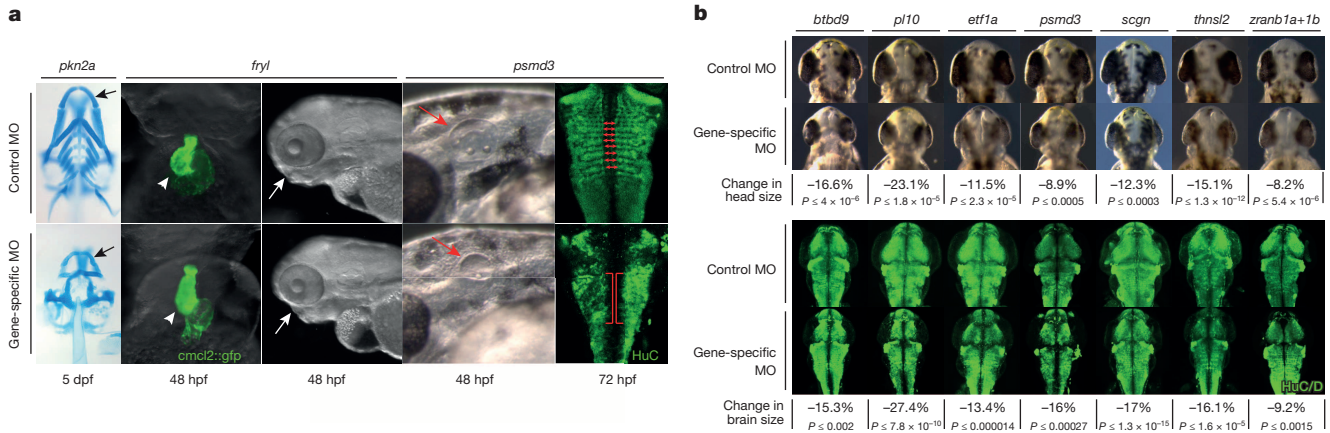 a
pkn2a fryl psmd3
Control MO
Gene-specific MO
cmcl2::gfp
HuC
5 dpf 48 hpf 48 hpf 48 hpf 72 hpf
b
btbd9 pl10 etf1a psmd3 scgn thnsl2 zranb1a+1b
Control MO
Gene-specific
MO
Change in
head size
–16.6% –23.1% –11.5% –8.9% –12.3% –15.1% –8.2%
P ≤ 4 × 10⁻⁶ P ≤ 1.8 × 10⁻⁵ P ≤ 2.3 × 10⁻⁵ P ≤ 0.0005 P ≤ 0.0003 P ≤ 1.3 × 10⁻¹² P ≤ 5.4 × 10⁻⁶
Control MO
Gene-specific
MO
HuC/D
Change in
brain size
–15.3% –27.4% –13.4% –16% –17% –16.1% –9.2%
P ≤ 0.002 P ≤ 7.8 × 10⁻¹⁰ P ≤ 0.000014 P ≤ 0.00027 P ≤ 1.3 × 10⁻¹⁵ P ≤ 1.6 × 10⁻⁵ P ≤ 0.0015